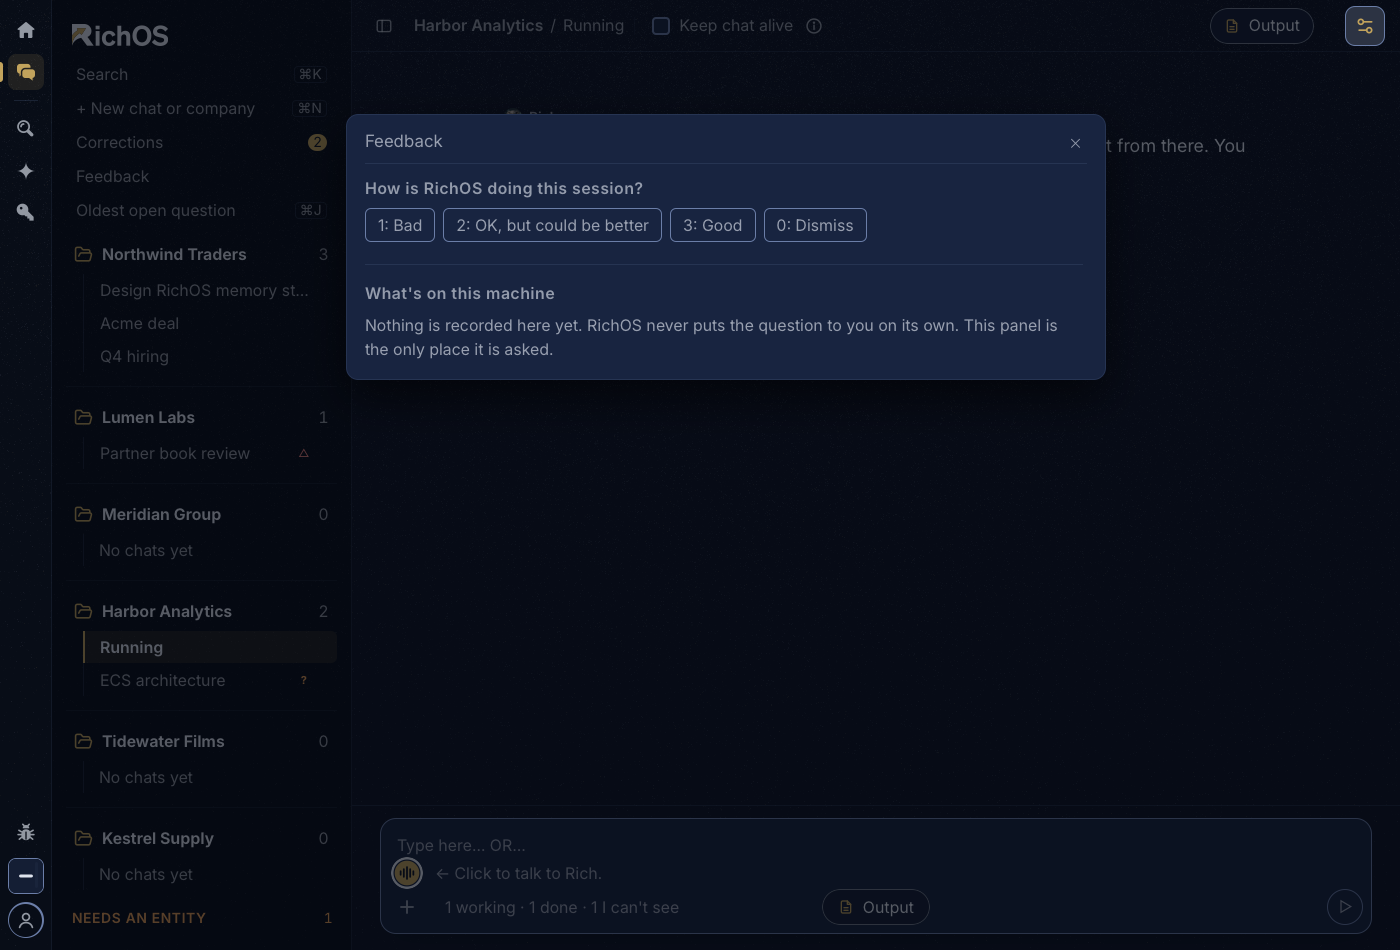 RichOS
Search ⌘K
+ New chat or company ⌘N
Corrections 2
Feedback
Oldest open question ⌘J
Northwind Traders 3
Design RichOS memory st...
Acme deal
Q4 hiring
Lumen Labs 1
Partner book review
Meridian Group 0
No chats yet
Harbor Analytics 2
Running
ECS architecture ?
Tidewater Films 0
No chats yet
Kestrel Supply 0
No chats yet
NEEDS AN ENTITY 1
Harbor Analytics / Running Keep chat alive Output
t from there. You
Feedback
How is RichOS doing this session?
1: Bad 2: OK, but could be better 3: Good 0: Dismiss
What's on this machine
Nothing is recorded here yet. RichOS never puts the question to you on its own. This panel is
the only place it is asked.
Type here... OR...
← Click to talk to Rich.
1 working · 1 done · 1 I can't see Output